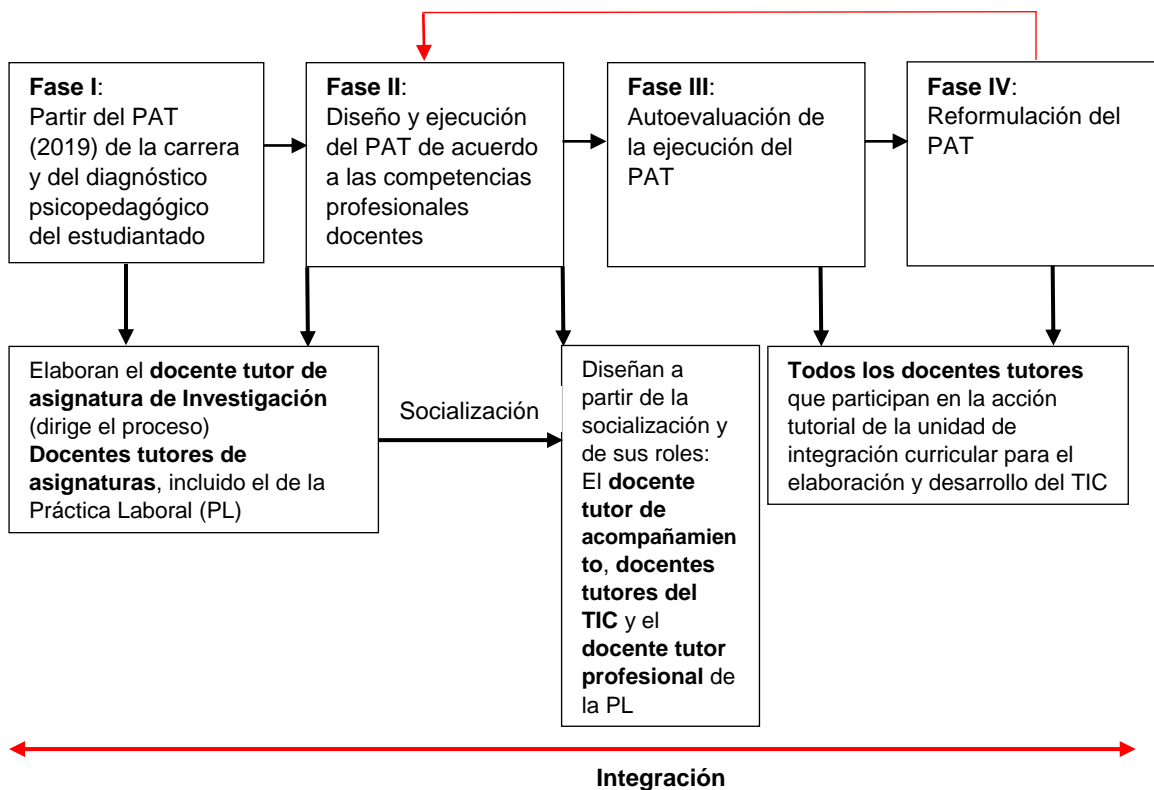 Fase I:
Partir del PAT
(2019) de la carrera
y del diagnóstico
psicopedagógico
del estudiantado
Fase II:
Diseño y ejecución
del PAT de acuerdo
a las competencias
profesionales
docentes
Fase III:
Autoevaluación de
la ejecución del
PAT
Fase IV:
Reformulación del
PAT
Elaboran el docente tutor de
asignatura de Investigación
(dirige el proceso)
Docentes tutores de
asignaturas, incluido el de la
Práctica Laboral (PL)
Socialización
Diseñan a
partir de la
socialización y
de sus roles:
El docente
tutor de
acompañamien
to, docentes
tutores del
TIC y el
docente tutor
profesional de
la PL
Todos los docentes tutores
que participan en la acción
tutorial de la unidad de
integración curricular para el
elaboración y desarrollo del TIC
Integración